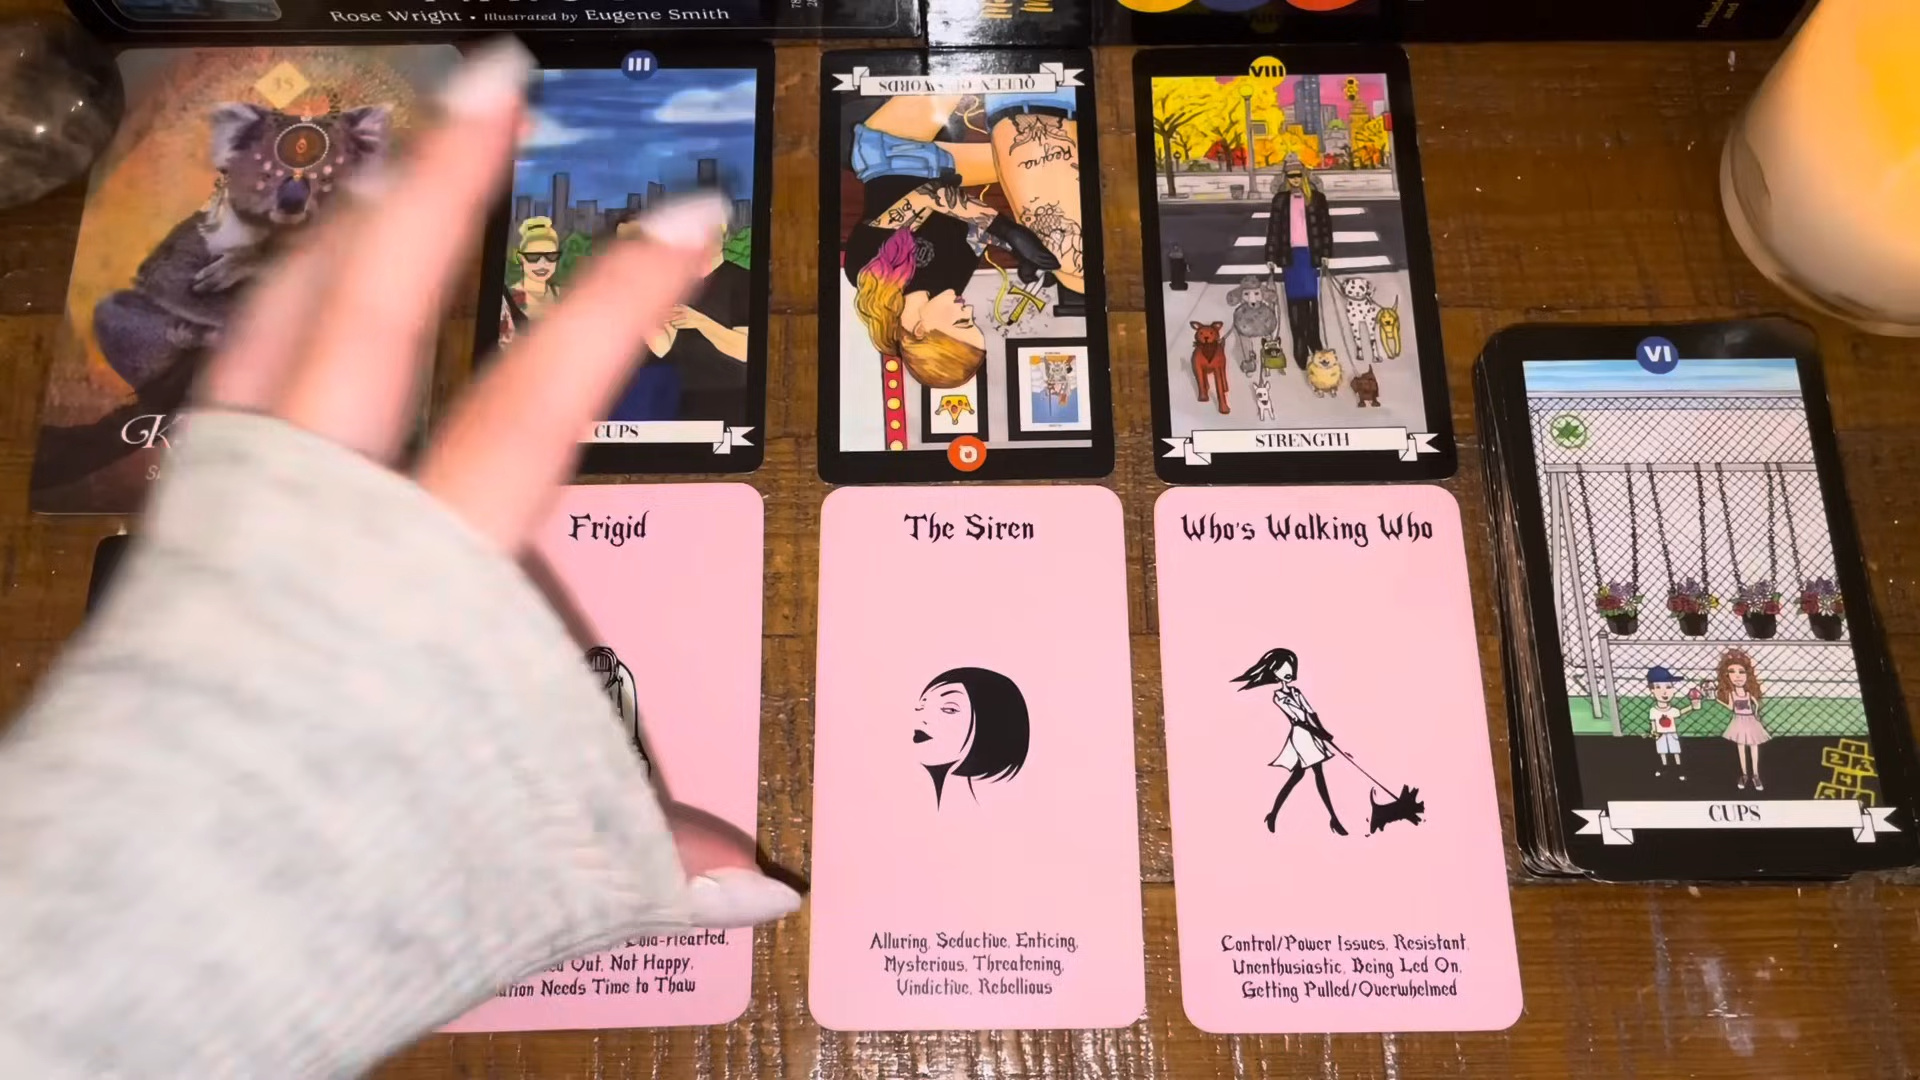 Rose Wright • Illustrated by Eugene Smith
35
III
CUPS
QUEEN OF SWORDS
Regina
VIII
STRENGTH
VI
CUPS
Frigid
Cold-Hearted,
Out, Not Happy,
Needs Time to Thaw
The Siren
Alluring, Seductive, Enticing,
Mysterious, Threatening,
Vindictive, Rebellious
Who's Walking Who
Control/Power Issues, Resistant,
Unenthusiastic, Being Led On,
Getting Pulled/Overwhelmed